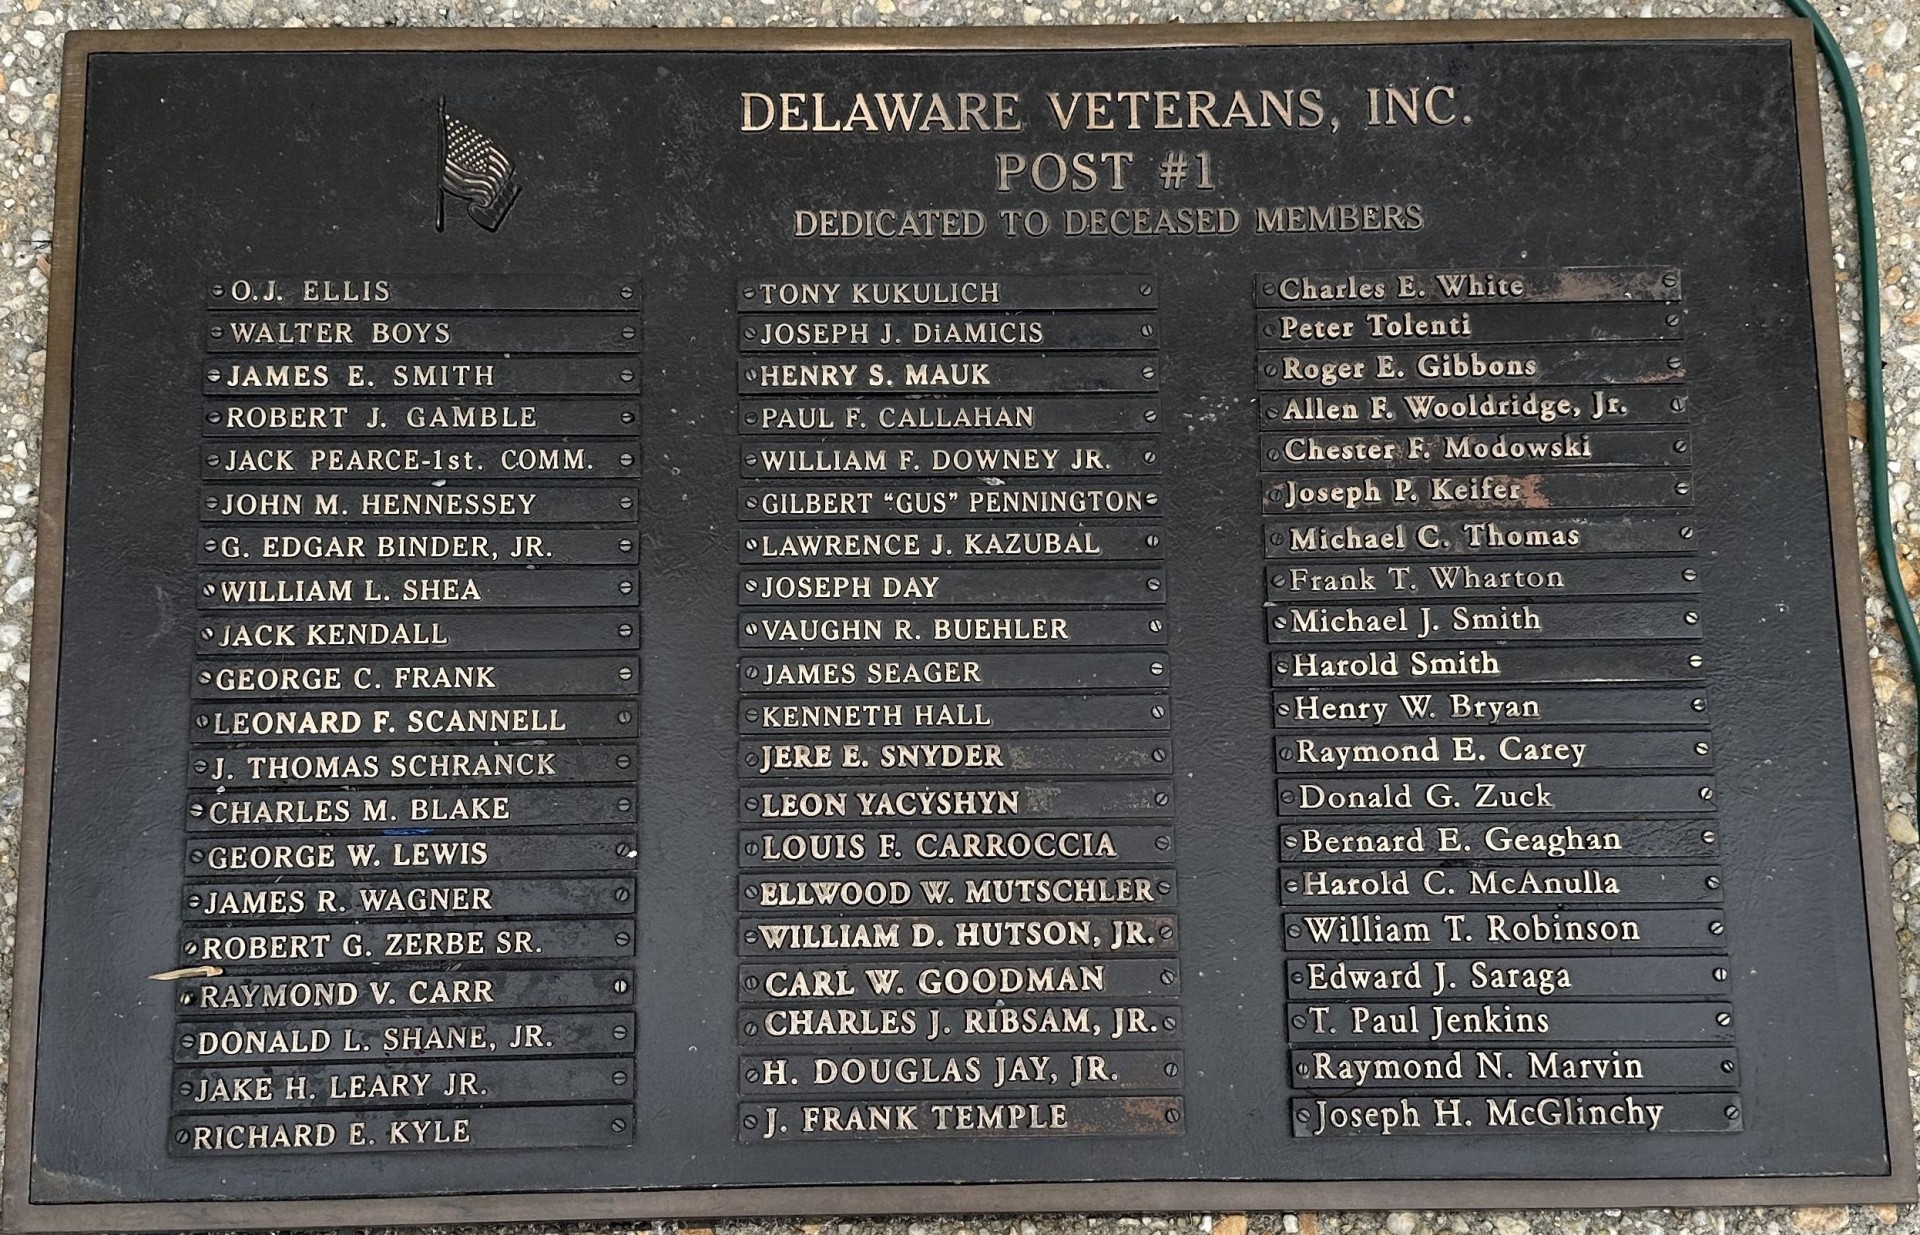 DELAWARE VETERANS, INC.
POST #1
DEDICATED TO DECEASED MEMBERS
O.J. ELLIS
WALTER BOYS
JAMES E. SMITH
ROBERT J. GAMBLE
JACK PEARCE-1st. COMM.
JOHN M. HENNESSEY
G. EDGAR BINDER, JR.
WILLIAM L. SHEA
JACK KENDALL
GEORGE C. FRANK
LEONARD F. SCANNELL
J. THOMAS SCHRANCK
CHARLES M. BLAKE
GEORGE W. LEWIS
JAMES R. WAGNER
ROBERT G. ZERBE SR.
RAYMOND V. CARR
DONALD L. SHANE, JR.
JAKE H. LEARY JR.
RICHARD E. KYLE
TONY KUKULICH
JOSEPH J. DiAMICIS
HENRY S. MAUK
PAUL F. CALLAHAN
WILLIAM F. DOWNEY JR.
GILBERT “GUS” PENNINGTON
LAWRENCE J. KAZUBAL
JOSEPH DAY
VAUGHN R. BUEHLER
JAMES SEAGER
KENNETH HALL
JERE E. SNYDER
LEON YACYSHYN
LOUIS F. CARROCCIA
ELLWOOD W. MUTSCHLER
WILLIAM D. HUTSON, JR.
CARL W. GOODMAN
CHARLES J. RIBSAM, JR.
H. DOUGLAS JAY, JR.
J. FRANK TEMPLE
Charles E. White
Peter Tolenti
Roger E. Gibbons
Allen F. Wooldridge, Jr.
Chester F. Modowski
Joseph P. Keifer
Michael C. Thomas
Frank T. Wharton
Michael J. Smith
Harold Smith
Henry W. Bryan
Raymond E. Carey
Donald G. Zuck
Bernard E. Geaghan
Harold C. McAnulla
William T. Robinson
Edward J. Saraga
T. Paul Jenkins
Raymond N. Marvin
Joseph H. McGlinchy